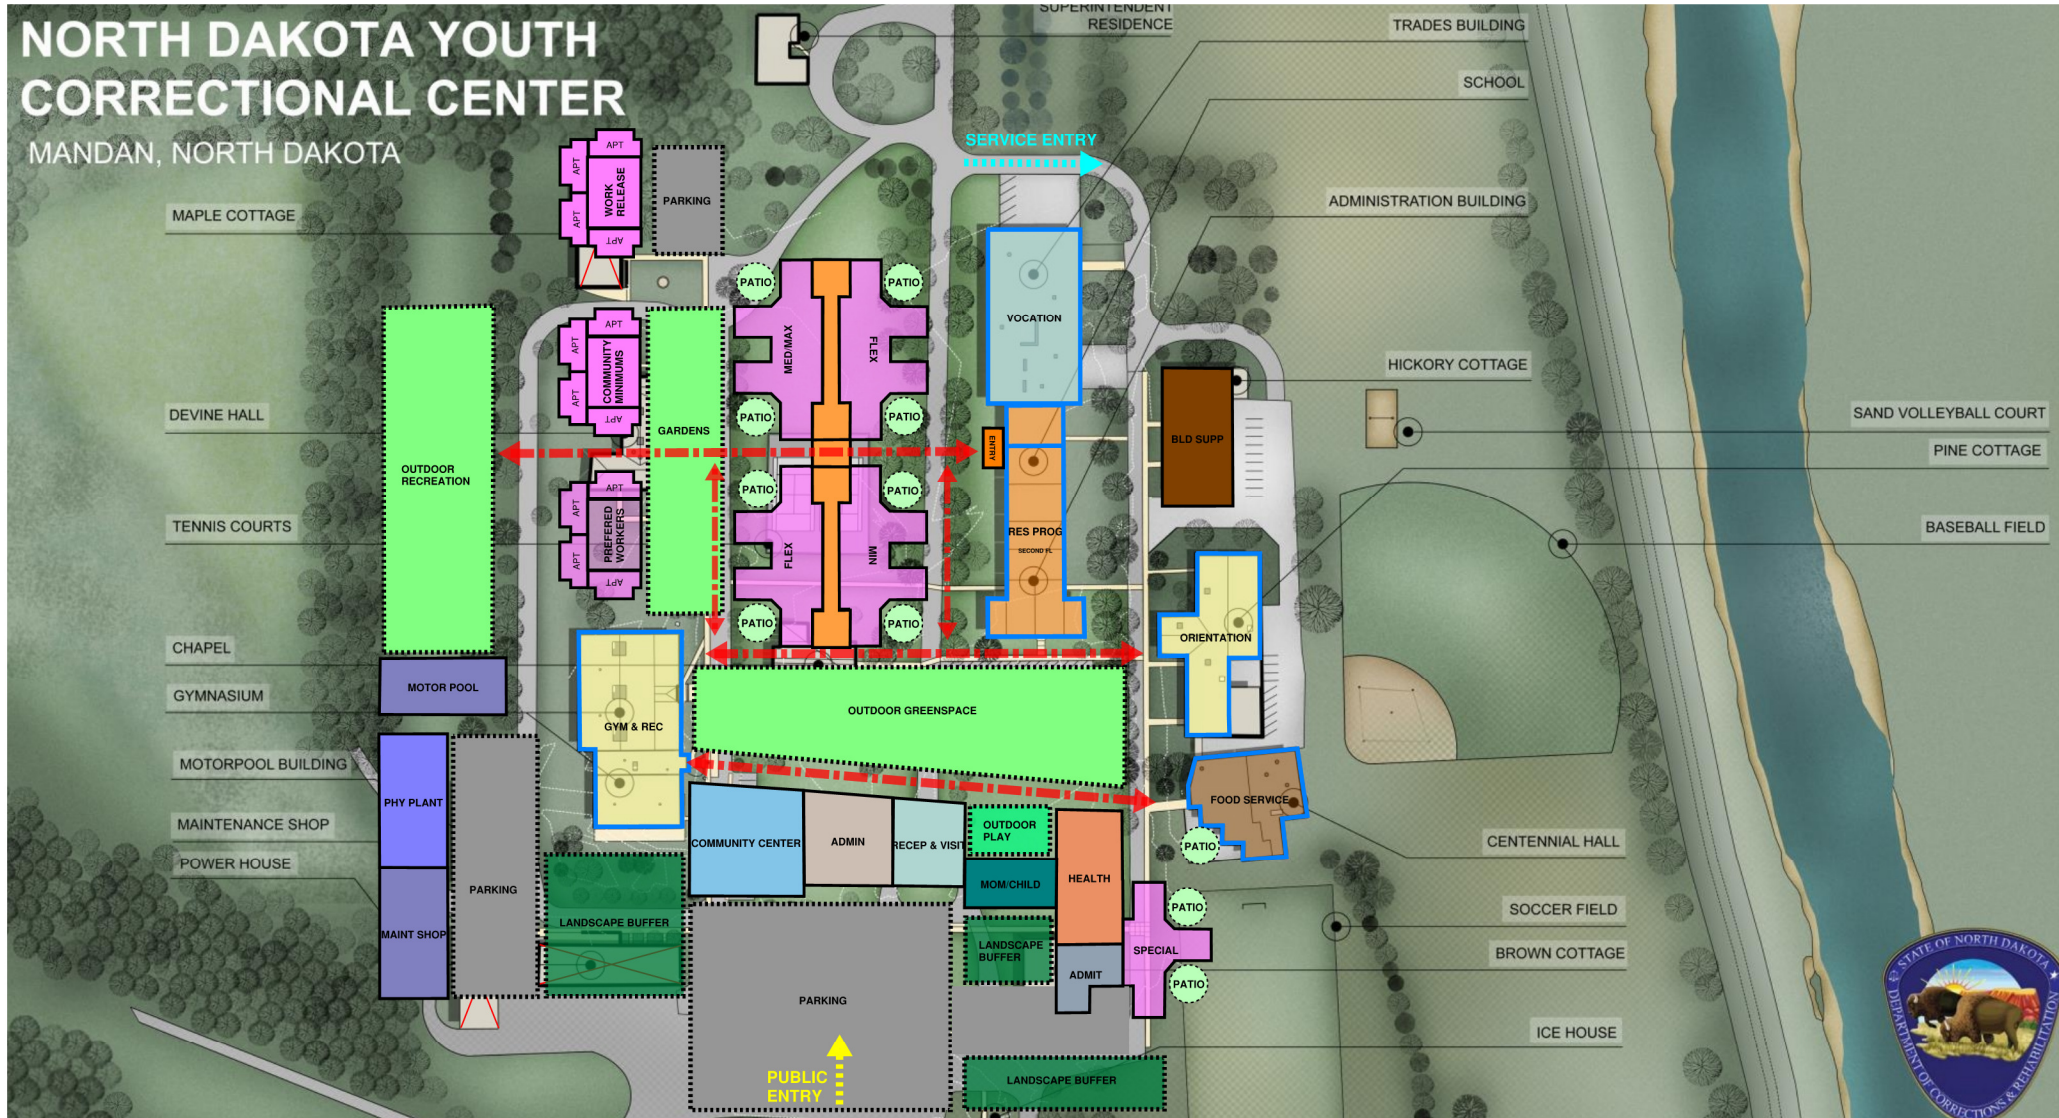 NORTH DAKOTA YOUTH
CORRECTIONAL CENTER
MANDAN, NORTH DAKOTA
SUPERINTENDENT
RESIDENCE
TRADES BUILDING
SCHOOL
SERVICE ENTRY
ADMINISTRATION BUILDING
MAPLE COTTAGE
APT
APT
APT
APT
WORK
RELEASE
PARKING
PATIO
PATIO
VOCATION
APT
APT
APT
APT
COMMUNITY
MINIMUMS
MED/MAX
FLEX
HICKORY COTTAGE
DEVINE HALL
GARDENS
PATIO
PATIO
ENTRY
BLD SUPP
SAND VOLLEYBALL COURT
PINE COTTAGE
OUTDOOR
RECREATION
APT
APT
APT
APT
PREFERED
WORKERS
PATIO
PATIO
TENNIS COURTS
FLEX
MIN
RES PROG
SECOND FL
BASEBALL FIELD
PATIO
PATIO
ORIENTATION
CHAPEL
MOTOR POOL
GYMNASIUM
GYM & REC
OUTDOOR GREENSPACE
MOTORPOOL BUILDING
PHY PLANT
FOOD SERVICE
MAINTENANCE SHOP
COMMUNITY CENTER
ADMIN
RECEP & VISIT
OUTDOOR
PLAY
PATIO
CENTENNIAL HALL
POWER HOUSE
PARKING
MOM/CHILD
HEALTH
LANDSCAPE BUFFER
PATIO
SOCCER FIELD
MAINT SHOP
LANDSCAPE
BUFFER
SPECIAL
BROWN COTTAGE
ADMIT
PATIO
PARKING
ICE HOUSE
PUBLIC
ENTRY
LANDSCAPE BUFFER
STATE OF NORTH DAKOTA
DEPARTMENT OF CORRECTIONS & REHABILITATION